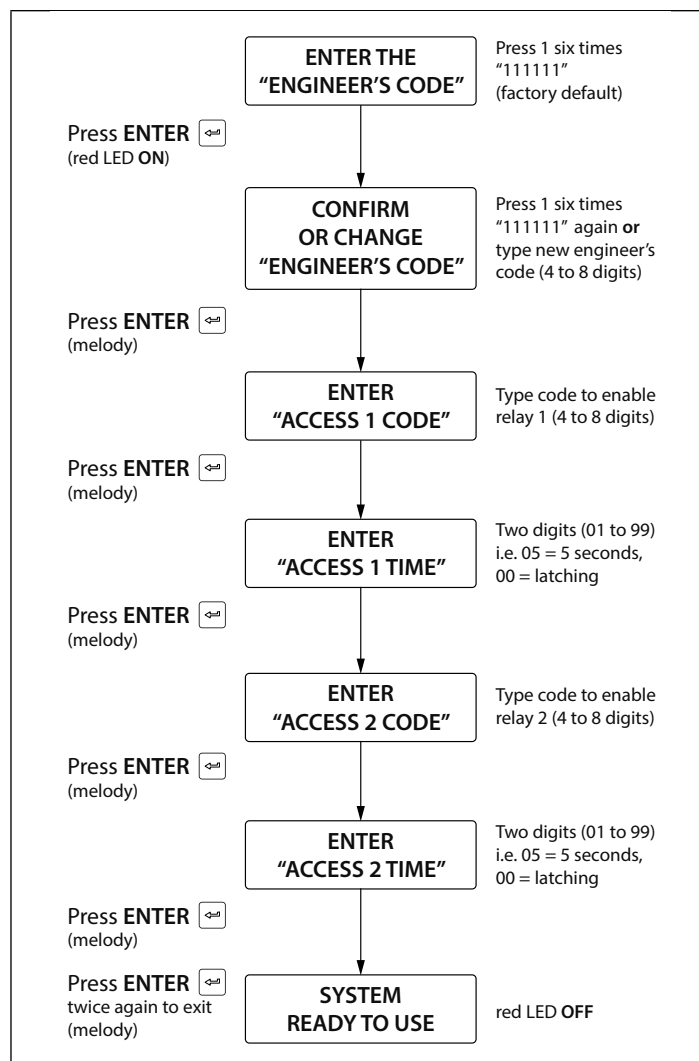 ENTER THE
“ENGINEER’S CODE”
Press 1 six times
“111111”
(factory default)
Press ENTER
(red LED ON)
CONFIRM
OR CHANGE
“ENGINEER’S CODE”
Press 1 six times
“111111” again or
type new engineer’s
code (4 to 8 digits)
Press ENTER
(melody)
ENTER
“ACCESS 1 CODE”
Type code to enable
relay 1 (4 to 8 digits)
Press ENTER
(melody)
ENTER
“ACCESS 1 TIME”
Two digits (01 to 99)
i.e. 05 = 5 seconds,
00 = latching
Press ENTER
(melody)
ENTER
“ACCESS 2 CODE”
Type code to enable
relay 2 (4 to 8 digits)
Press ENTER
(melody)
ENTER
“ACCESS 2 TIME”
Two digits (01 to 99)
i.e. 05 = 5 seconds,
00 = latching
Press ENTER
(melody)
Press ENTER
twice again to exit
(melody)
SYSTEM
READY TO USE
red LED OFF